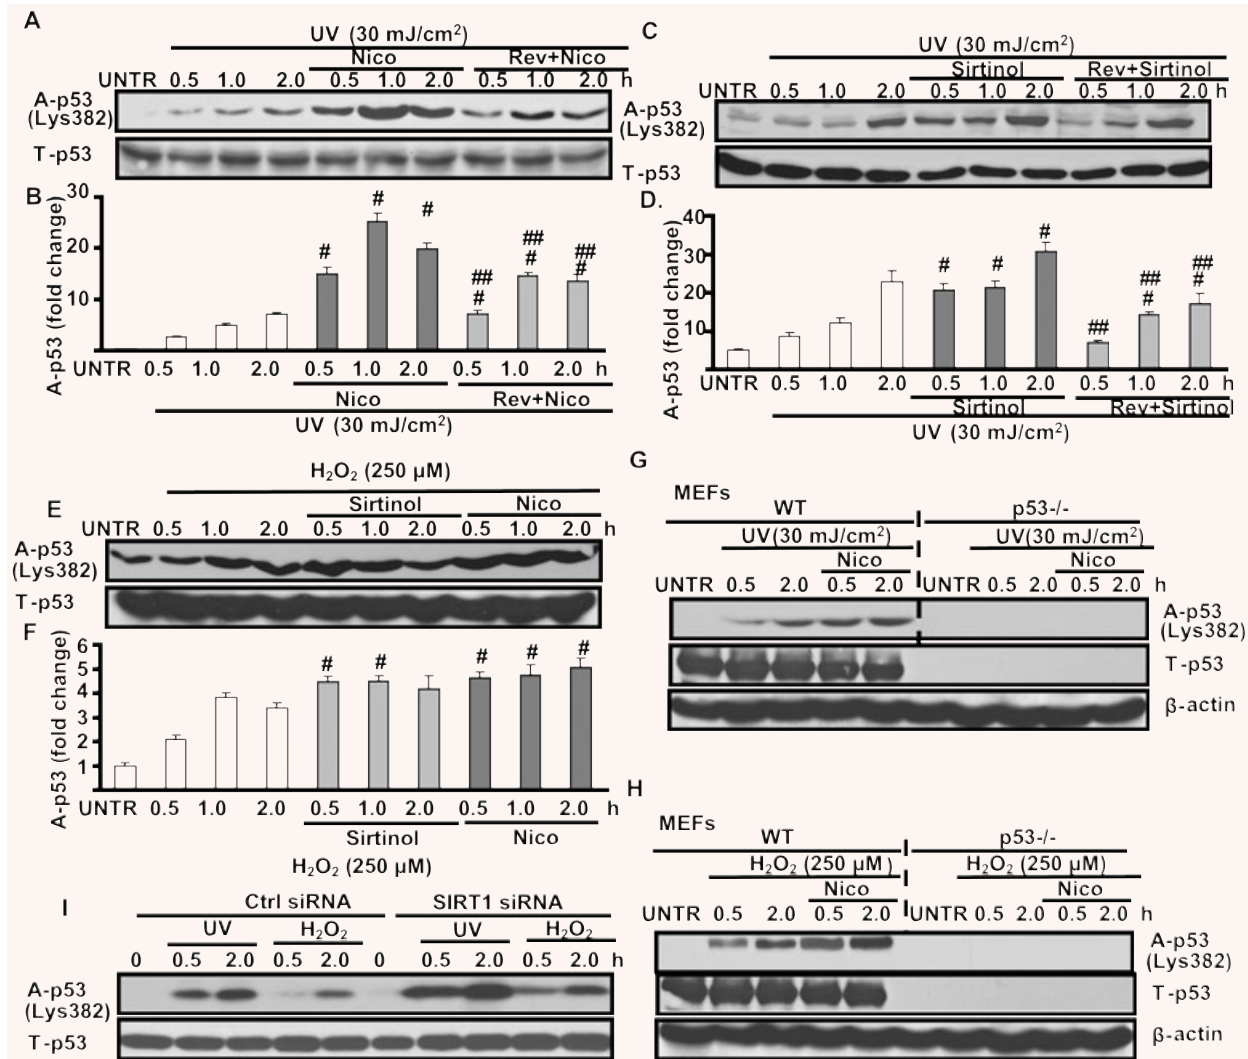 A
UV (30 mJ/cm²)
Nico Rev+Nico
UNTR 0.5 1.0 2.0 0.5 1.0 2.0 0.5 1.0 2.0 h
A-p53
(Lys382)
T-p53
B
A-p53 (fold change)
30
20
10
# # # ## # ## # ## #
UNTR 0.5 1.0 2.0 0.5 1.0 2.0 0.5 1.0 2.0 h
Nico Rev+Nico
UV (30 mJ/cm²)
C
UV (30 mJ/cm²)
Sirtinol Rev+Sirtinol
UNTR 0.5 1.0 2.0 0.5 1.0 2.0 0.5 1.0 2.0 h
A-p53
(Lys382)
T-p53
D.
A-p53 (fold change)
40
30
20
10
# # # ## ## # ## #
UNTR 0.5 1.0 2.0 0.5 1.0 2.0 0.5 1.0 2.0 h
Sirtinol Rev+Sirtinol
UV (30 mJ/cm²)
E
H₂O₂ (250 µM)
Sirtinol Nico
UNTR 0.5 1.0 2.0 0.5 1.0 2.0 0.5 1.0 2.0 h
A-p53
(Lys382)
T-p53
F
A-p53 (fold change)
6
5
4
3
2
1
# # # # #
UNTR 0.5 1.0 2.0 0.5 1.0 2.0 0.5 1.0 2.0 h
Sirtinol Nico
H₂O₂ (250 µM)
G
MEFs
WT p53-/-
UV(30 mJ/cm²) UV(30 mJ/cm²)
Nico Nico
UNTR 0.5 2.0 0.5 2.0 UNTR 0.5 2.0 0.5 2.0 h
A-p53
(Lys382)
T-p53
β-actin
H
MEFs
WT p53-/-
H₂O₂ (250 µM) H₂O₂ (250 µM)
Nico Nico
UNTR 0.5 2.0 0.5 2.0 UNTR 0.5 2.0 0.5 2.0 h
A-p53
(Lys382)
T-p53
β-actin
I
Ctrl siRNA SIRT1 siRNA
UV H₂O₂ UV H₂O₂
0 0.5 2.0 0.5 2.0 0 0.5 2.0 0.5 2.0 h
A-p53
(Lys382)
T-p53